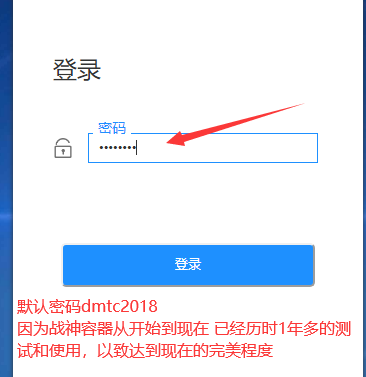 登录
密码
••••••••
登录
默认密码dmtc2018
因为战神容器从开始到现在 已经历时1年多的测
试和使用，以致达到现在的完美程度